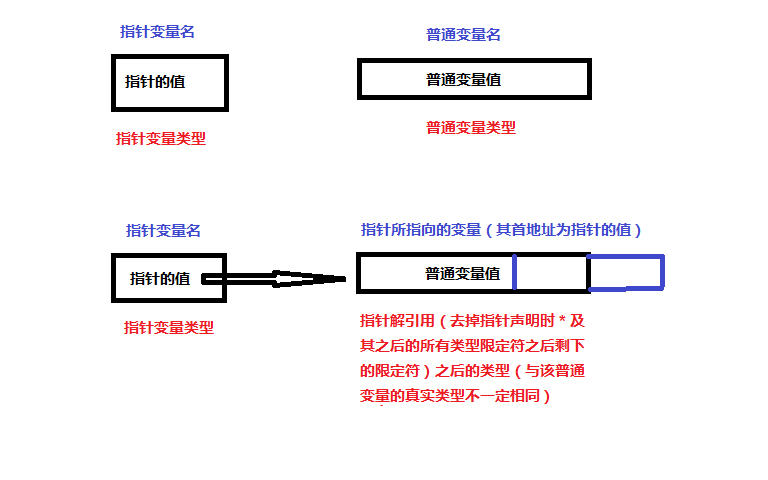 指针变量名
普通变量名
指针的值
普通变量值
指针变量类型
普通变量类型
指针变量名
指针所指向的变量（其首地址为指针的值）
指针的值
普通变量值
指针变量类型
指针解引用（去掉指针声明时 * 及
其之后的所有类型限定符之后剩下
的限定符）之后的类型（与该普通
变量的真实类型不一定相同）